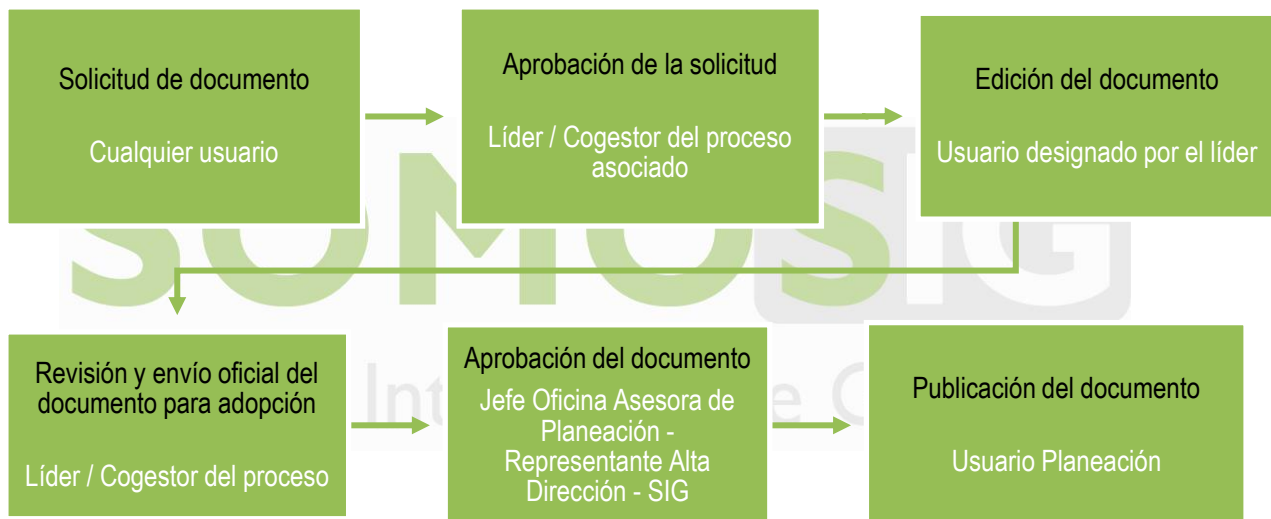 Solicitud de documento
Cualquier usuario
Aprobación de la solicitud
Líder / Cogestor del proceso
asociado
Edición del documento
Usuario designado por el líder
SOMOSIG
Revisión y envío oficial del
documento para adopción
Líder / Cogestor del proceso
Aprobación del documento
Jefe Oficina Asesora de
Planeación -
Representante Alta
Dirección - SIG
Publicación del documento
Usuario Planeación